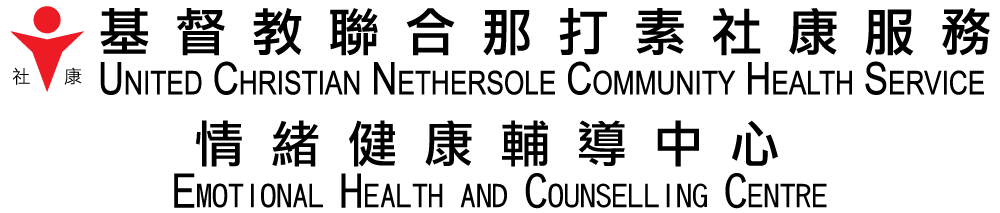 基督教聯合那打素社康服務
社 康
UNITED CHRISTIAN NETHERSOLE COMMUNITY HEALTH SERVICE
情緒健康輔導中心
EMOTIONAL HEALTH AND COUNSELLING CENTRE